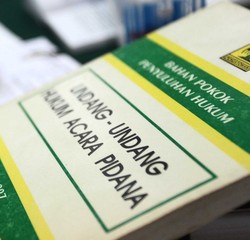 BAHAN POKOK
PENYULUHAN HUKUM
UNDANG - UNDANG
HUKUM ACARA PIDANA